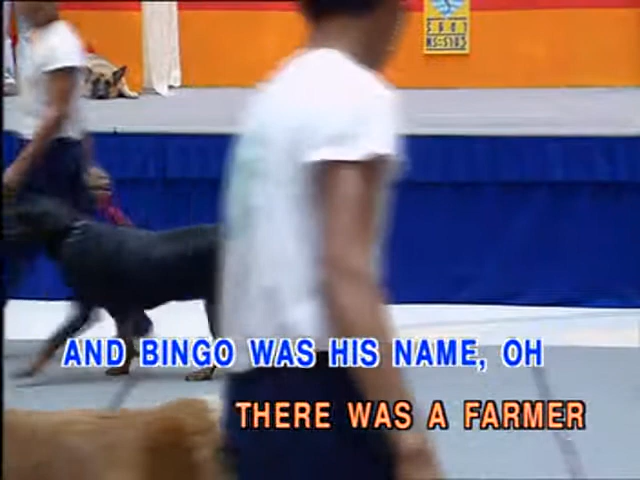 AND BINGO WAS HIS NAME, OH
THERE WAS A FARMER